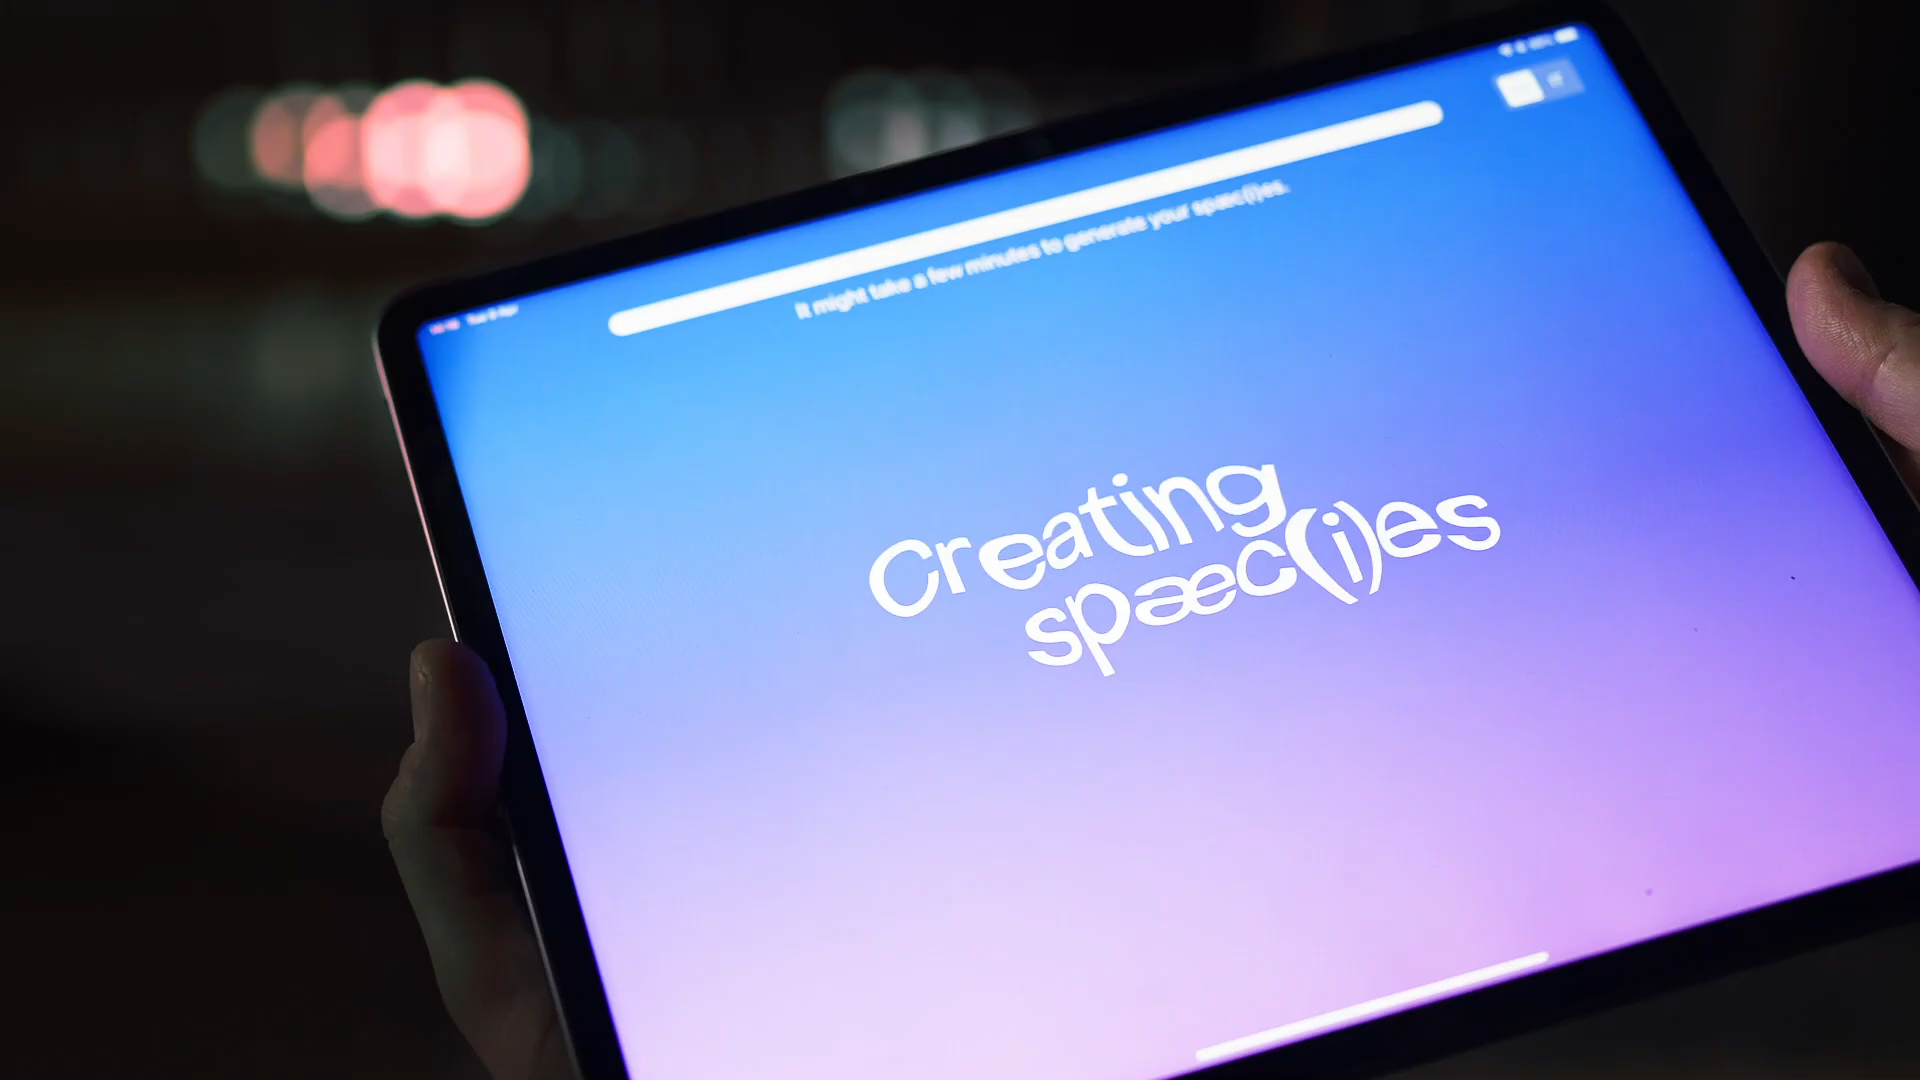 It might take a few minutes to generate your spæc(i)es.
Creating
spæc(i)es